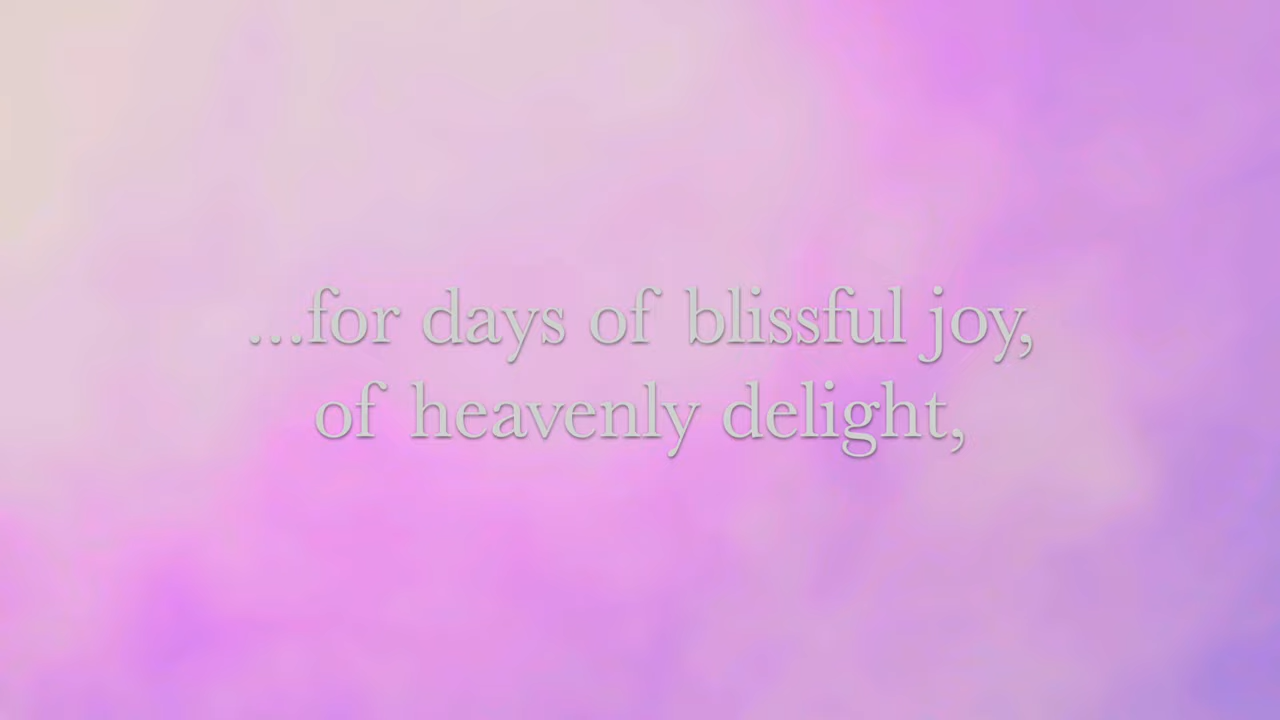 ...for days of blissful joy,
of heavenly delight,